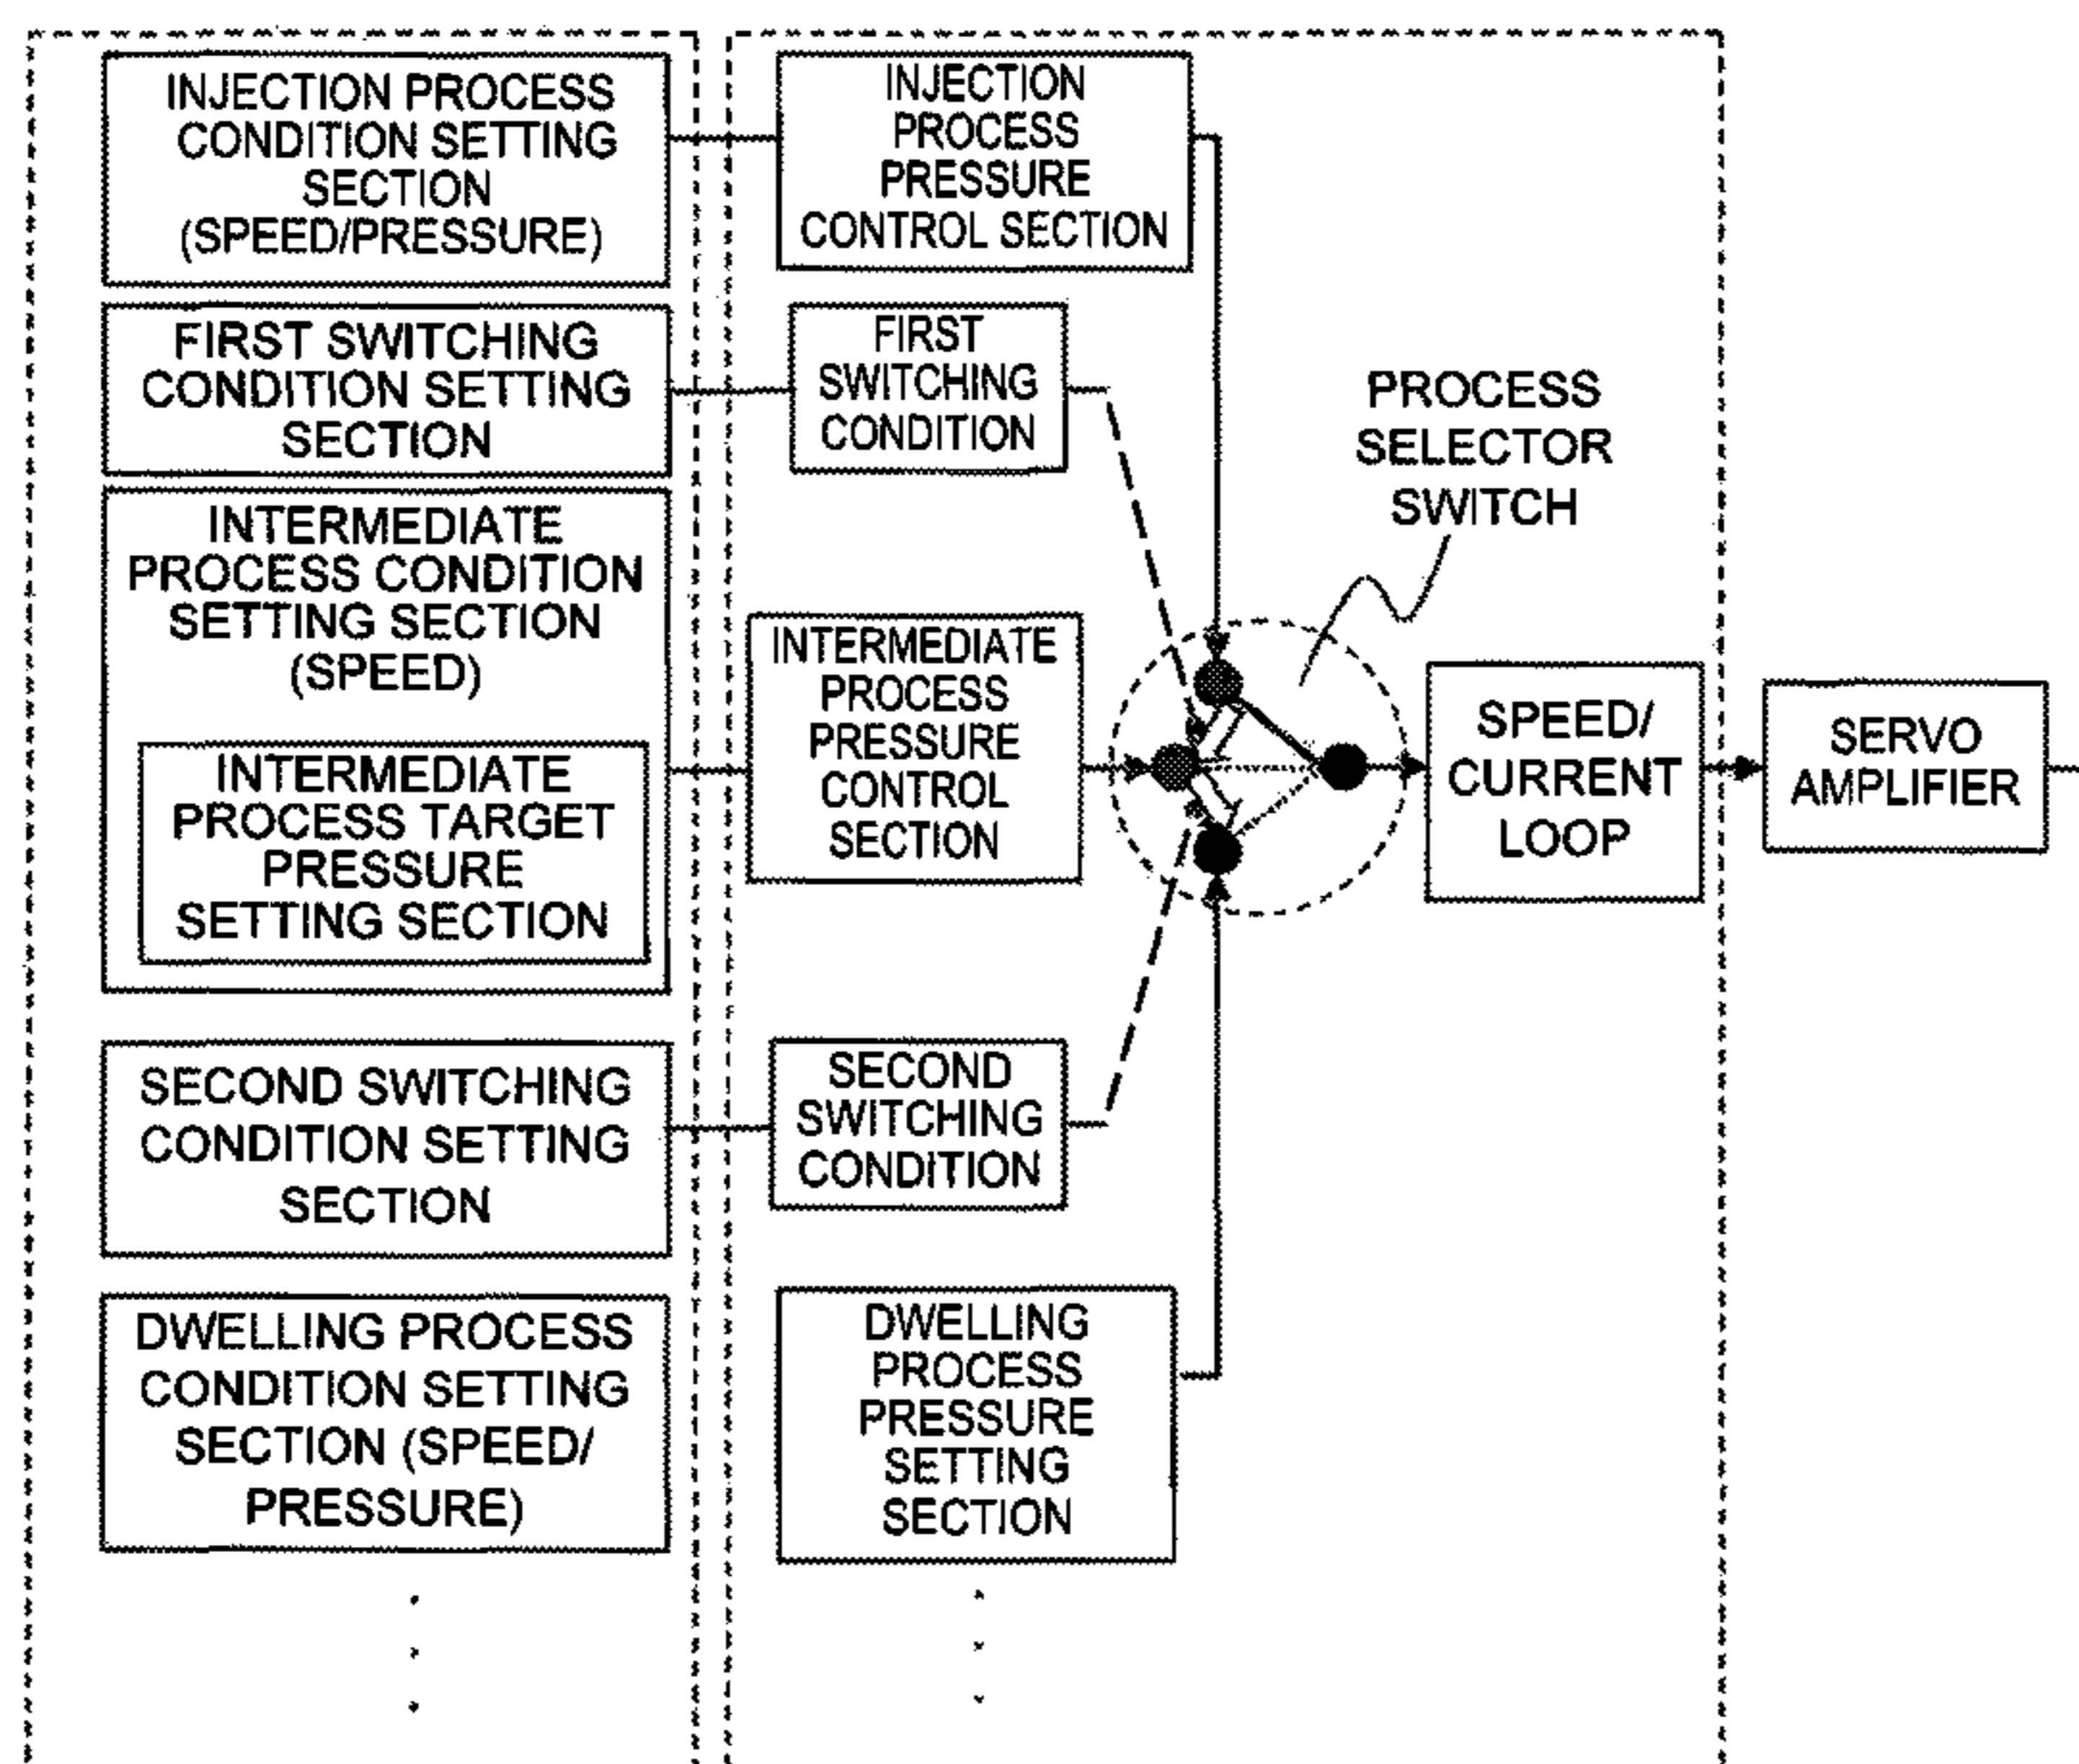 INJECTION PROCESS
CONDITION SETTING
SECTION
(SPEED/PRESSURE)
FIRST SWITCHING
CONDITION SETTING
SECTION
INTERMEDIATE
PROCESS CONDITION
SETTING SECTION
(SPEED)
INTERMEDIATE
PROCESS TARGET
PRESSURE
SETTING SECTION
SECOND SWITCHING
CONDITION SETTING
SECTION
DWELLING PROCESS
CONDITION SETTING
SECTION (SPEED/
PRESSURE)
INJECTION
PROCESS
PRESSURE
CONTROL SECTION
FIRST
SWITCHING
CONDITION
INTERMEDIATE
PROCESS
PRESSURE
CONTROL
SECTION
SECOND
SWITCHING
CONDITION
DWELLING
PROCESS
PRESSURE
SETTING
SECTION
PROCESS
SELECTOR
SWITCH
SPEED/
CURRENT
LOOP
SERVO
AMPLIFIER